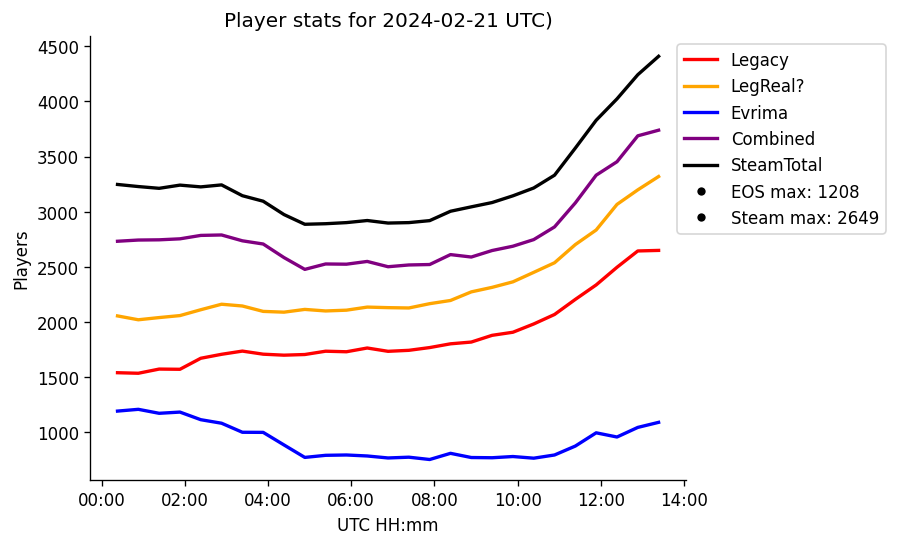 Player stats for 2024-02-21 UTC)
4500
4000
3500
3000
2500
2000
1500
1000
Players
00:00 02:00 04:00 06:00 08:00 10:00 12:00 14:00
UTC HH:mm
Legacy
LegReal?
Evrima
Combined
SteamTotal
EOS max: 1208
Steam max: 2649